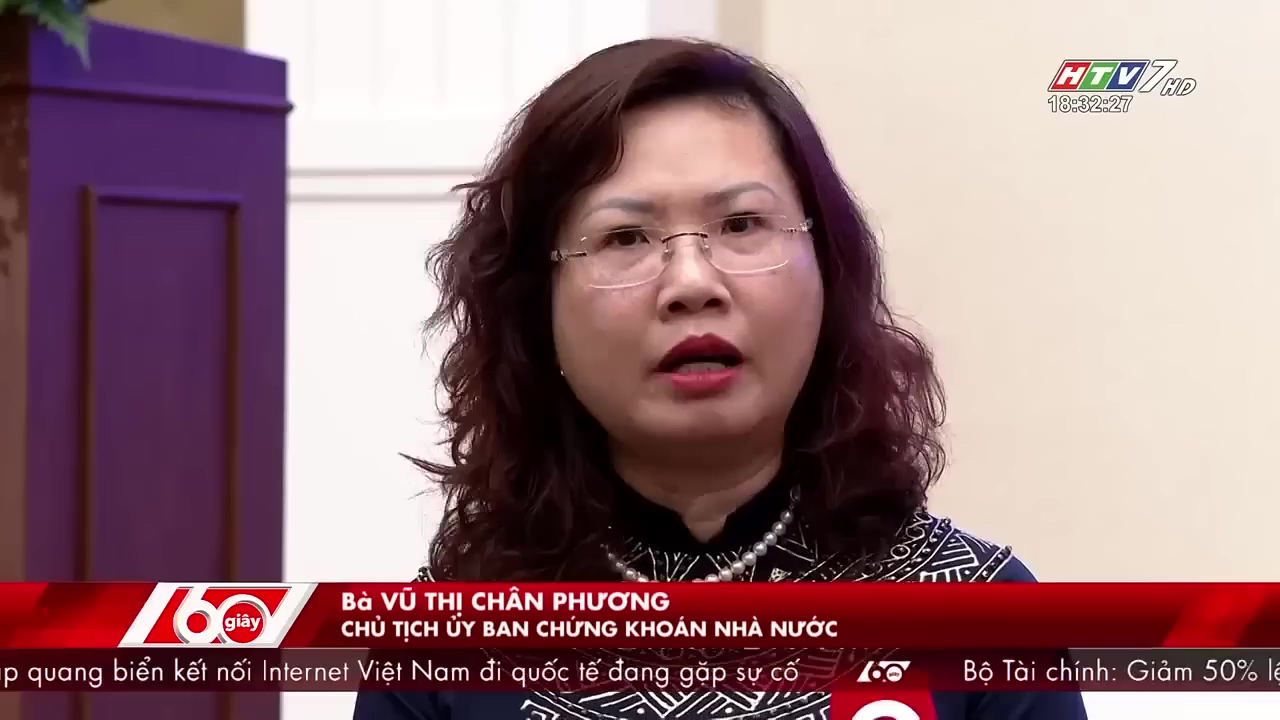 HTV7 HD
18:32:27
60 giây
Bà VŨ THỊ CHÂN PHƯƠNG
CHỦ TỊCH ỦY BAN CHỨNG KHOÁN NHÀ NƯỚC
quang biển kết nối Internet Việt Nam đi quốc tế đang gặp sự cố 60 Bộ Tài chính: Giảm 50%